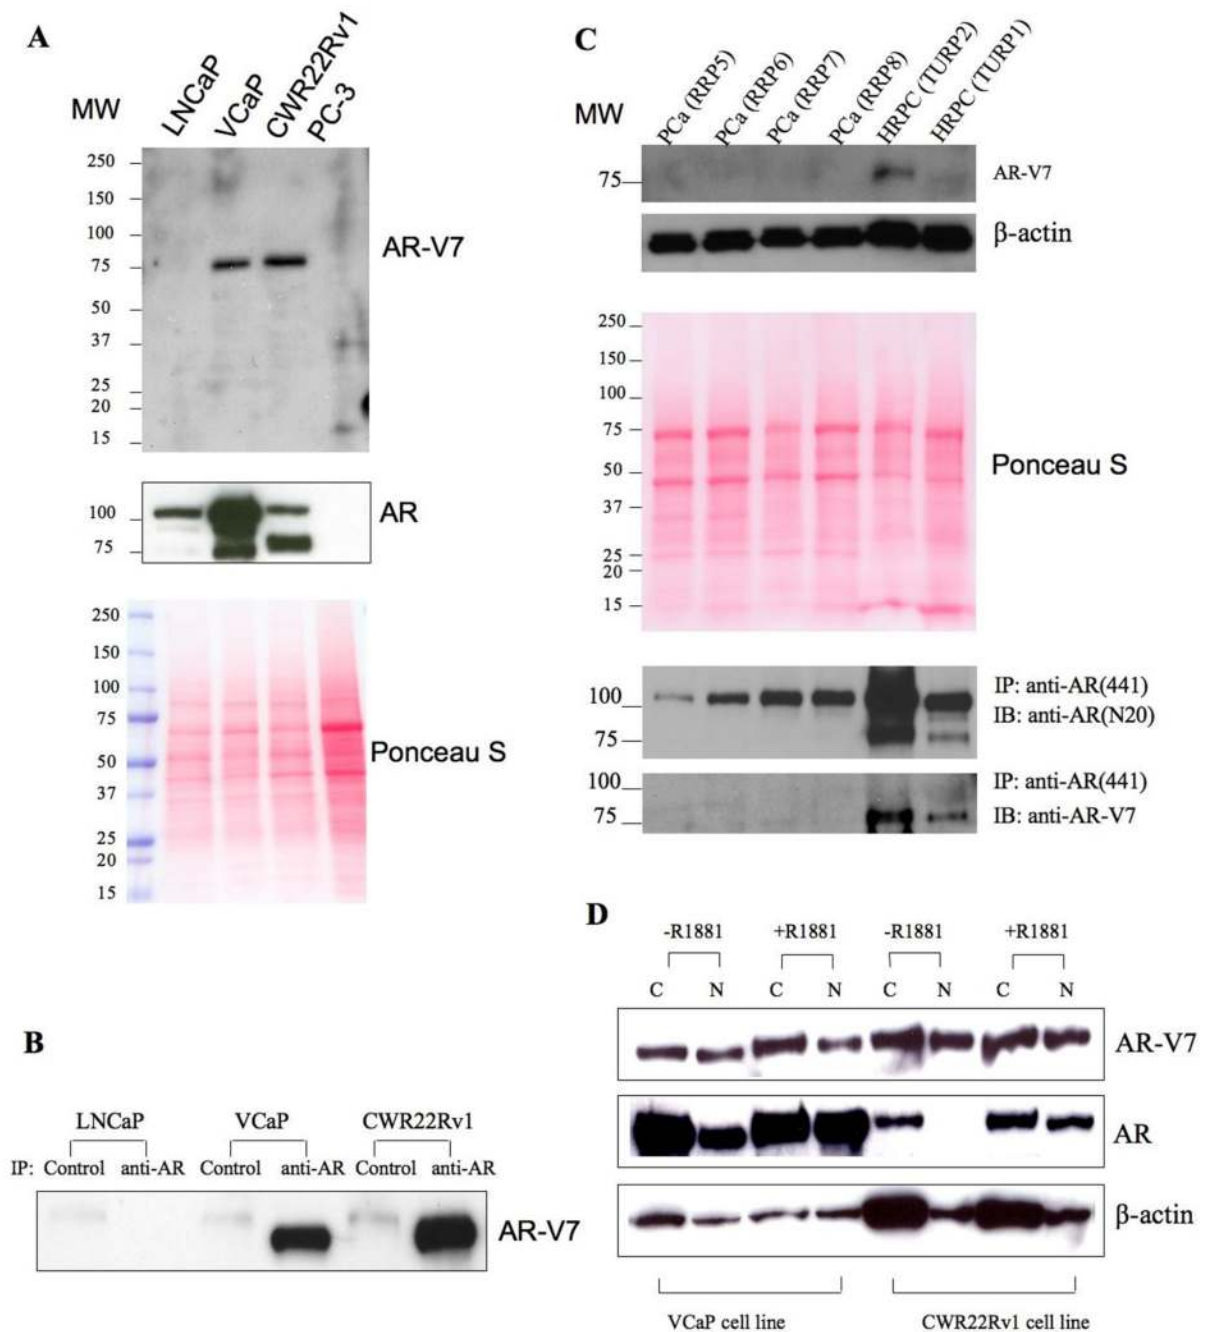 A
LNCaP
VCaP
CWR22Rv1
PC-3
MW
250
150
100
75
50
37
25
20
15
AR-V7
100
75
AR
250
150
100
75
50
37
25
20
15
Ponceau S
C
PCa (RRP5)
PCa (RRP6)
PCa (RRP7)
PCa (RRP8)
HRPC (TURP2)
HRPC (TURP1)
MW
75
AR-V7
β-actin
250
150
100
75
50
37
25
20
15
Ponceau S
100
75
IP: anti-AR(441)
IB: anti-AR(N20)
100
75
IP: anti-AR(441)
IB: anti-AR-V7
B
LNCaP VCaP CWR22Rv1
IP: Control anti-AR Control anti-AR Control anti-AR
AR-V7
D
-R1881 +R1881 -R1881 +R1881
C N C N C N C N
AR-V7
AR
β-actin
VCaP cell line CWR22Rv1 cell line